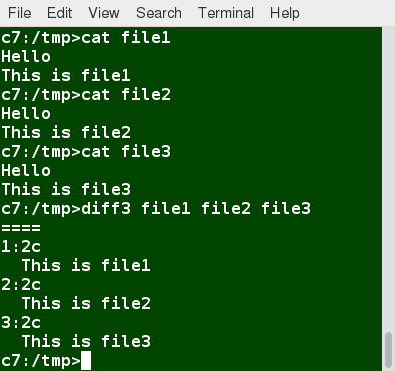 File Edit View Search Terminal Help
c7:/tmp>cat file1
Hello
This is file1
c7:/tmp>cat file2
Hello
This is file2
c7:/tmp>cat file3
Hello
This is file3
c7:/tmp>diff3 file1 file2 file3
====
1:2c
  This is file1
2:2c
  This is file2
3:2c
  This is file3
c7:/tmp>